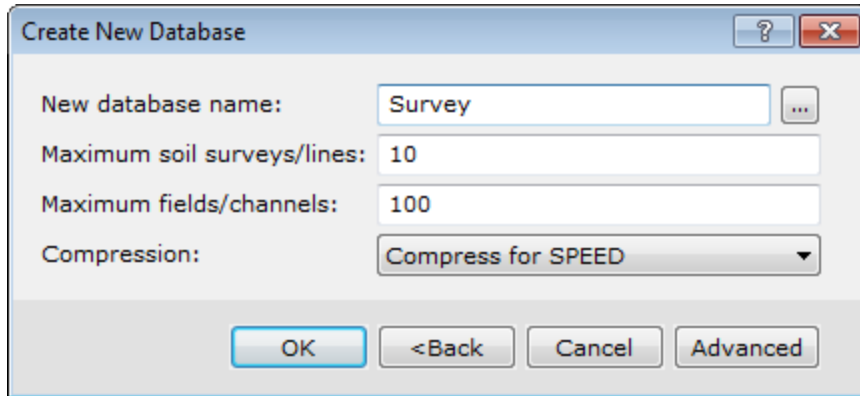 Create New Database
?
New database name: Survey ...
Maximum soil surveys/lines: 10
Maximum fields/channels: 100
Compression: Compress for SPEED
OK <Back Cancel Advanced